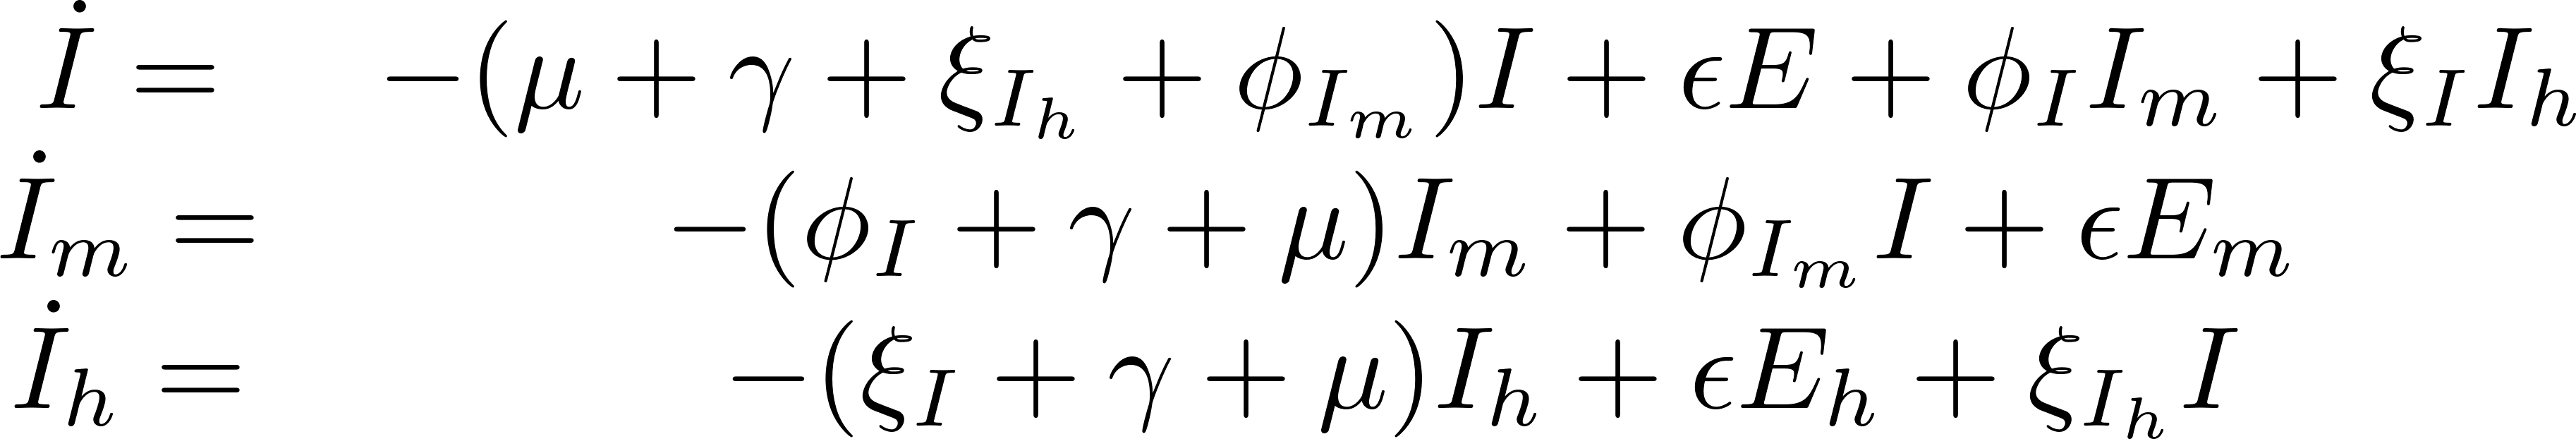 İ = −(μ + γ + ξ_{I_h} + ϕ_{I_m})I + ϵE + ϕ_I I_m + ξ_I I_h
İ_m = −(ϕ_I + γ + μ)I_m + ϕ_{I_m} I + ϵE_m
İ_h = −(ξ_I + γ + μ)I_h + ϵE_h + ξ_{I_h} I